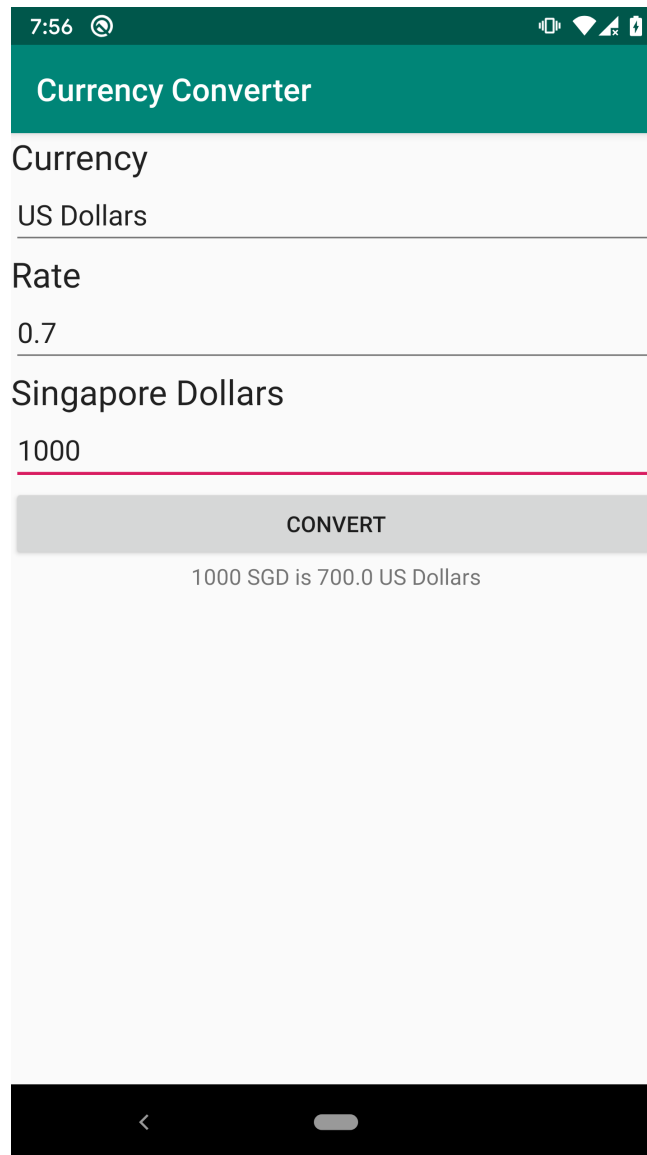 7:56
Currency Converter
Currency
US Dollars
Rate
0.7
Singapore Dollars
1000
CONVERT
1000 SGD is 700.0 US Dollars